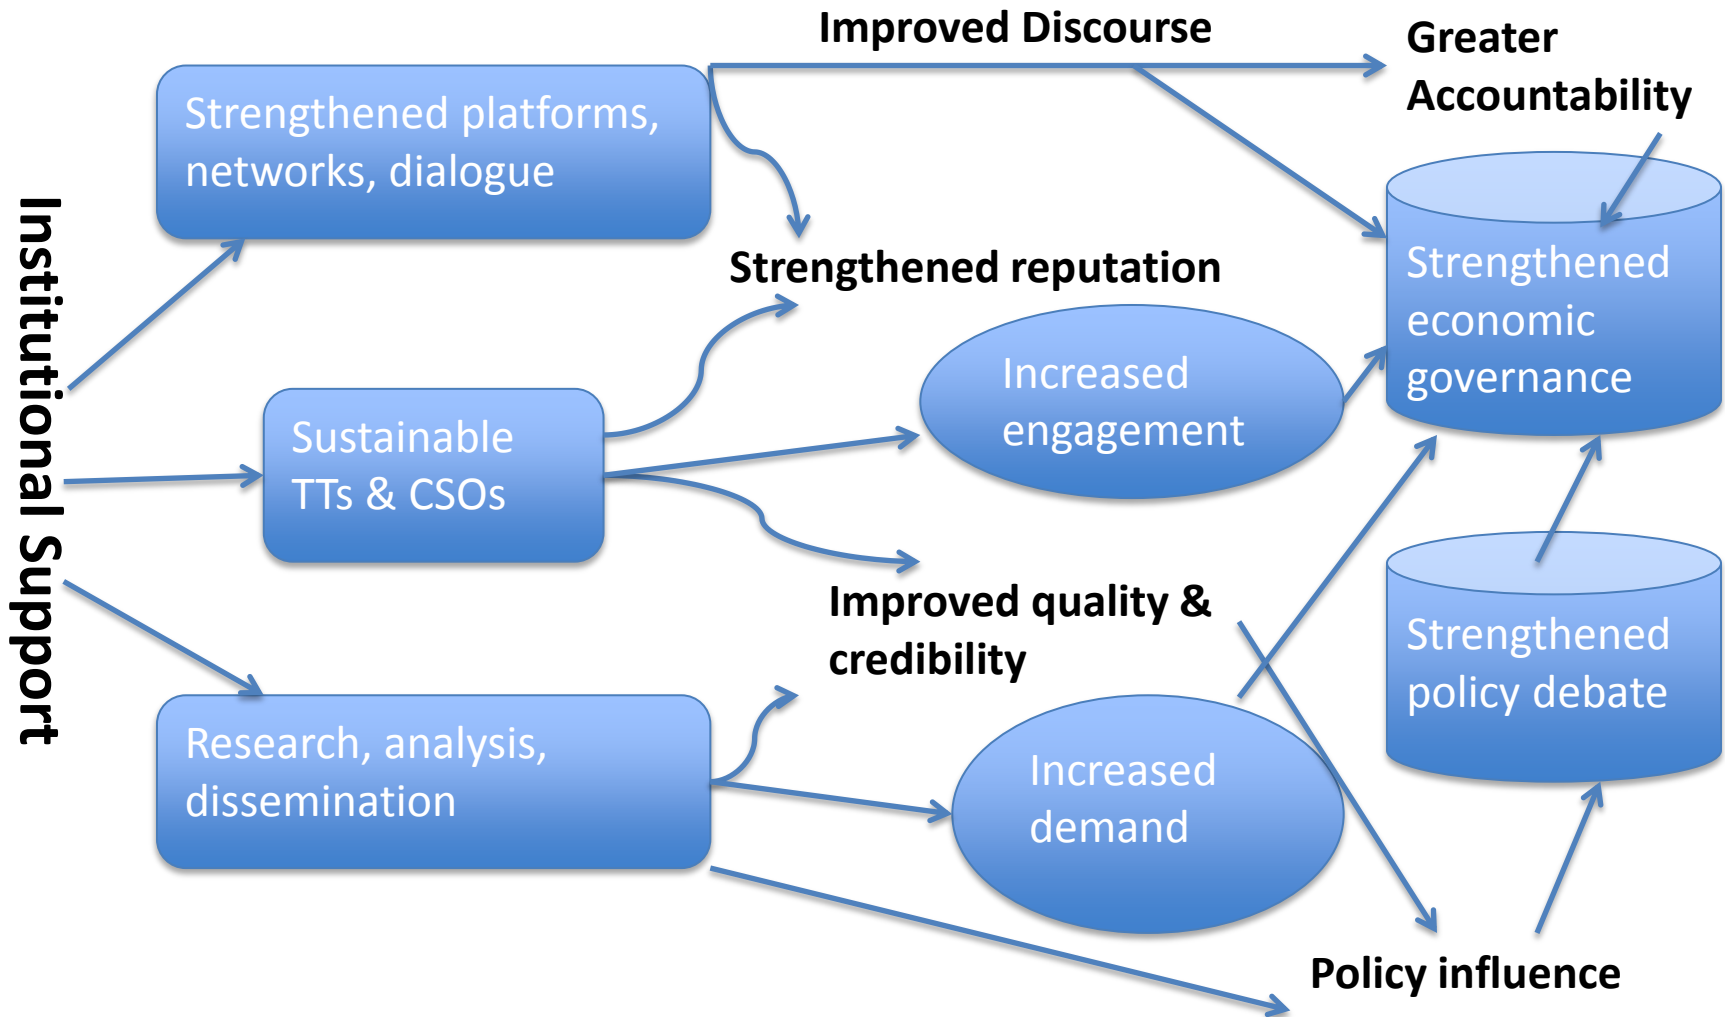 Improved Discourse
Greater
Accountability
Strengthened platforms,
networks, dialogue
Institutional Support
Strengthened reputation
Strengthened
economic
governance
Increased
engagement
Sustainable
TTs & CSOs
Improved quality &
credibility
Strengthened
policy debate
Research, analysis,
dissemination
Increased
demand
Policy influence